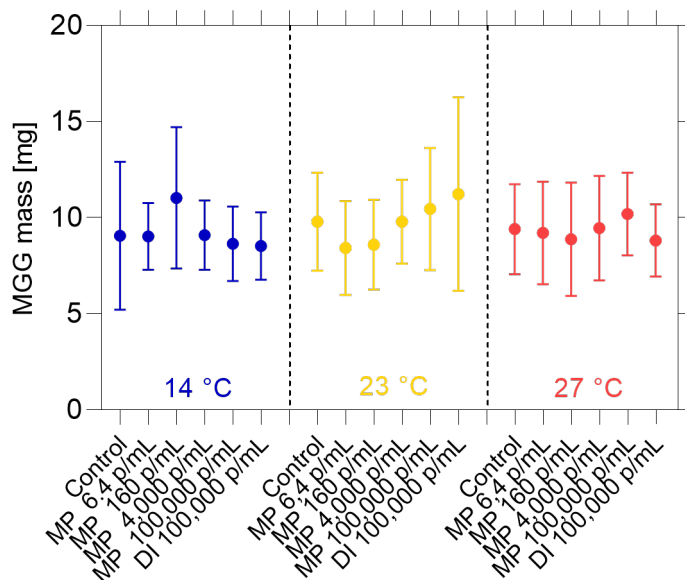 20
15
10
5
0
MGG mass [mg]
14 °C
23 °C
27 °C
Control
MP 6,4 p/mL
MP 160 p/mL
MP 4,000 p/mL
MP 100,000 p/mL
DI 100,000 p/mL
Control
MP 6,4 p/mL
MP 160 p/mL
MP 4,000 p/mL
MP 100,000 p/mL
DI 100,000 p/mL
Control
MP 6,4 p/mL
MP 160 p/mL
MP 4,000 p/mL
MP 100,000 p/mL
DI 100,000 p/mL